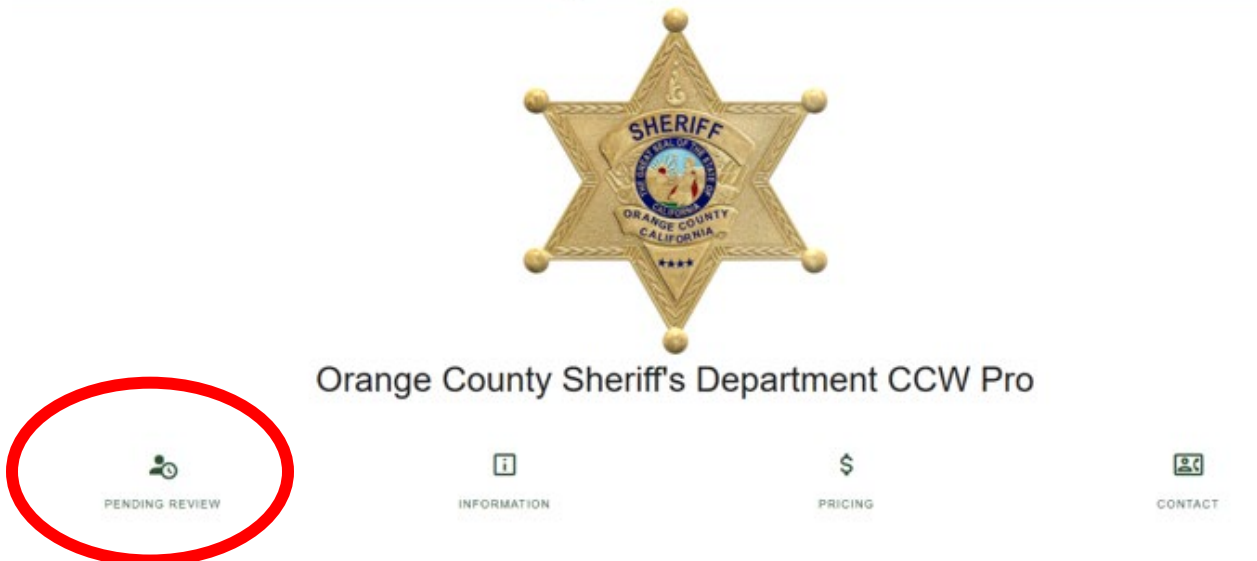 SHERIFF
THE GREAT SEAL OF THE STATE OF
CALIFORNIA
ORANGE COUNTY
CALIFORNIA
Orange County Sheriff's Department CCW Pro
PENDING REVIEW
INFORMATION
$
PRICING
CONTACT